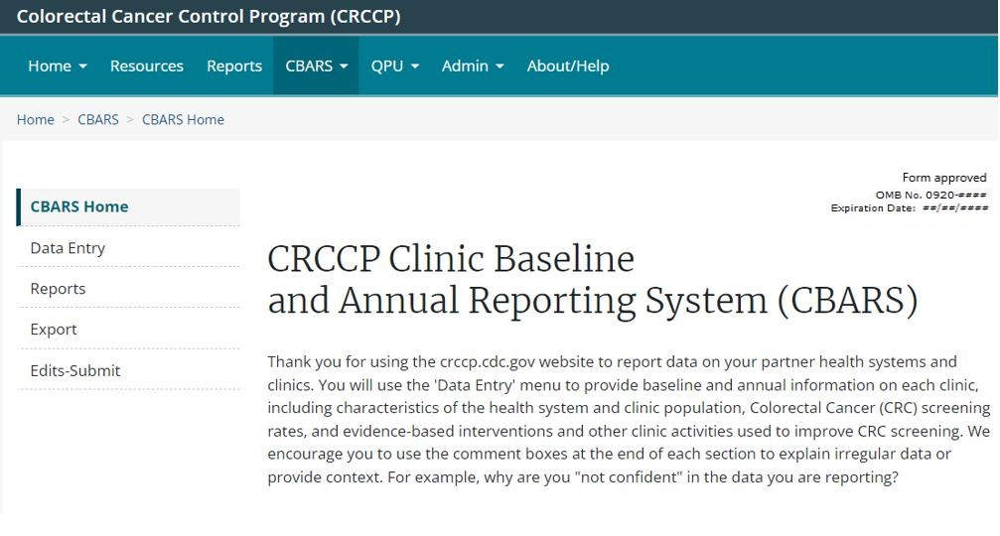 Colorectal Cancer Control Program (CRCCP)
Home Resources Reports CBARS QPU Admin About/Help
Home > CBARS > CBARS Home
Form approved
OMB No. 0920-####
Expiration Date: ##/##/####
CBARS Home
Data Entry
Reports
Export
Edits-Submit
CRCCP Clinic Baseline
and Annual Reporting System (CBARS)
Thank you for using the crccp.cdc.gov website to report data on your partner health systems and
clinics. You will use the 'Data Entry' menu to provide baseline and annual information on each clinic,
including characteristics of the health system and clinic population, Colorectal Cancer (CRC) screening
rates, and evidence-based interventions and other clinic activities used to improve CRC screening. We
encourage you to use the comment boxes at the end of each section to explain irregular data or
provide context. For example, why are you "not confident" in the data you are reporting?